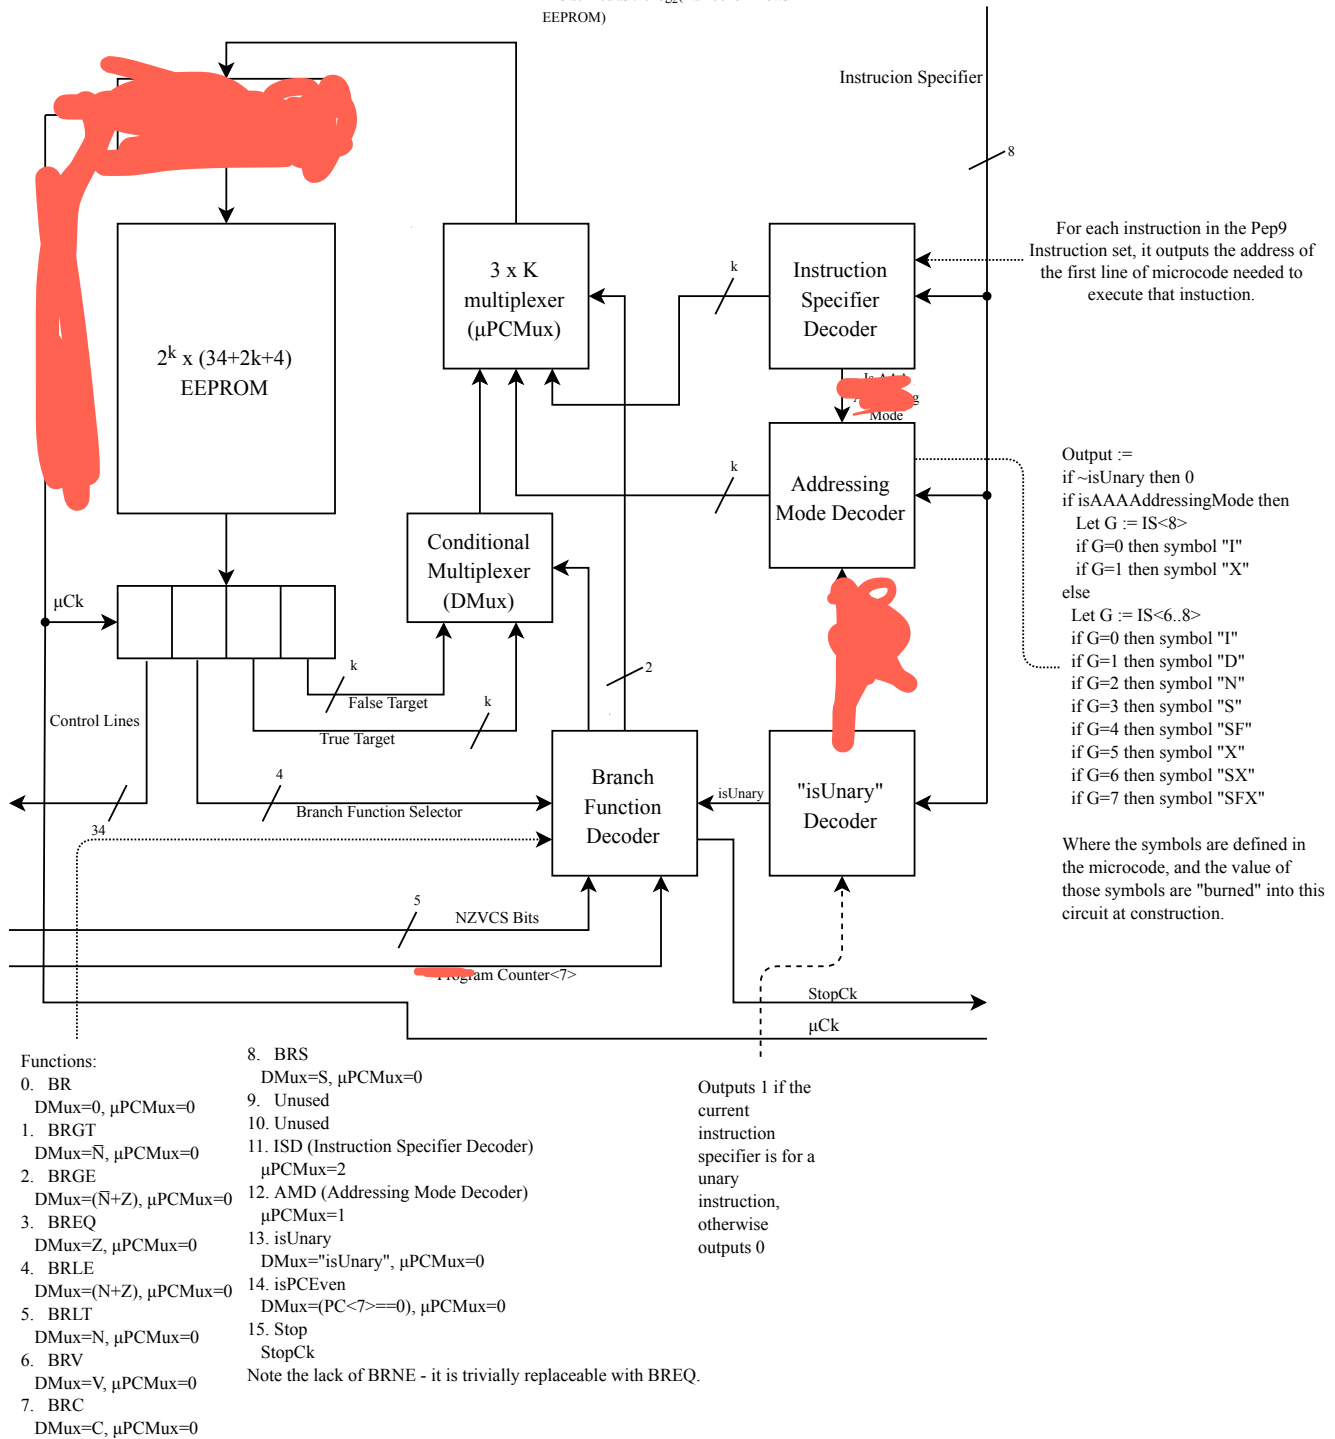 EEPROM)
Instrucion Specifier
8
For each instruction in the Pep9
Instruction set, it outputs the address of
the first line of microcode needed to
execute that instuction.
3 x K
multiplexer
(μPCMux)
k
Instruction
Specifier
Decoder
2^k x (34+2k+4)
EEPROM
Mode
k
Addressing
Mode Decoder
Output :=
if ~isUnary then 0
if isAAAAddressingMode then
Let G := IS<8>
if G=0 then symbol "I"
if G=1 then symbol "X"
else
Let G := IS<6..8>
if G=0 then symbol "I"
if G=1 then symbol "D"
if G=2 then symbol "N"
if G=3 then symbol "S"
if G=4 then symbol "SF"
if G=5 then symbol "X"
if G=6 then symbol "SX"
if G=7 then symbol "SFX"
Where the symbols are defined in
the microcode, and the value of
those symbols are "burned" into this
circuit at construction.
Conditional
Multiplexer
(DMux)
μCk
k
False Target
k
True Target
2
Control Lines
34
4
Branch Function Selector
Branch
Function
Decoder
isUnary
"isUnary"
Decoder
5
NZVCS Bits
Counter<7>
StopCk
μCk
Functions:
0. BR
DMux=0, μPCMux=0
1. BRGT
DMux=N̅, μPCMux=0
2. BRGE
DMux=(N̅+Z), μPCMux=0
3. BREQ
DMux=Z, μPCMux=0
4. BRLE
DMux=(N+Z), μPCMux=0
5. BRLT
DMux=N, μPCMux=0
6. BRV
DMux=V, μPCMux=0
7. BRC
DMux=C, μPCMux=0
8. BRS
DMux=S, μPCMux=0
9. Unused
10. Unused
11. ISD (Instruction Specifier Decoder)
μPCMux=2
12. AMD (Addressing Mode Decoder)
μPCMux=1
13. isUnary
DMux="isUnary", μPCMux=0
14. isPCEven
DMux=(PC<7>==0), μPCMux=0
15. Stop
StopCk
Note the lack of BRNE - it is trivially replaceable with BREQ.
Outputs 1 if the
current
instruction
specifier is for a
unary
instruction,
otherwise
outputs 0